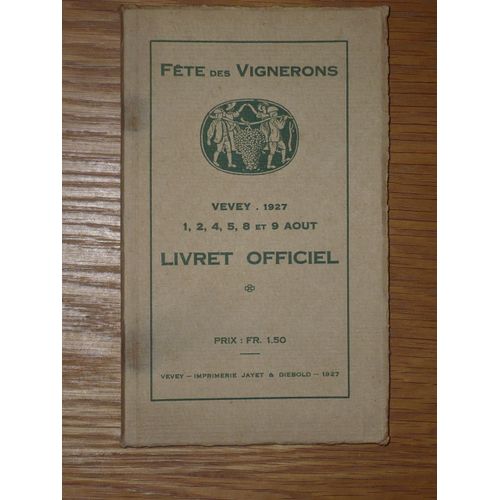 FÊTE DES VIGNERONS
VEVEY . 1927
1, 2, 4, 5, 8 ET 9 AOUT
LIVRET OFFICIEL
PRIX : FR. 1.50
VEVEY — IMPRIMERIE JAYET & DIEBOLD — 1927